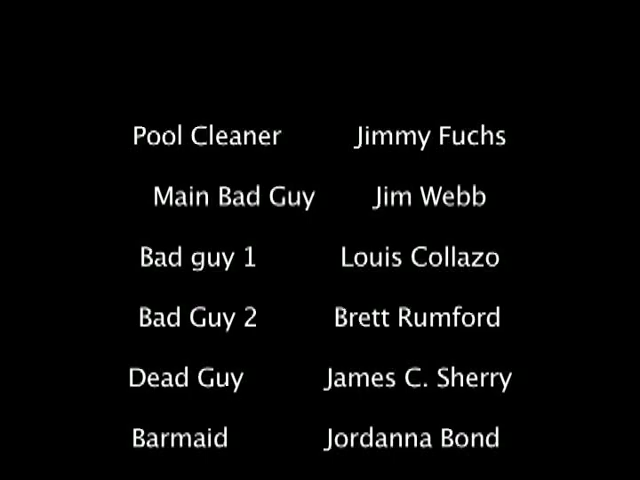 Pool Cleaner Jimmy Fuchs
Main Bad Guy Jim Webb
Bad guy 1 Louis Collazo
Bad Guy 2 Brett Rumford
Dead Guy James C. Sherry
Barmaid Jordanna Bond